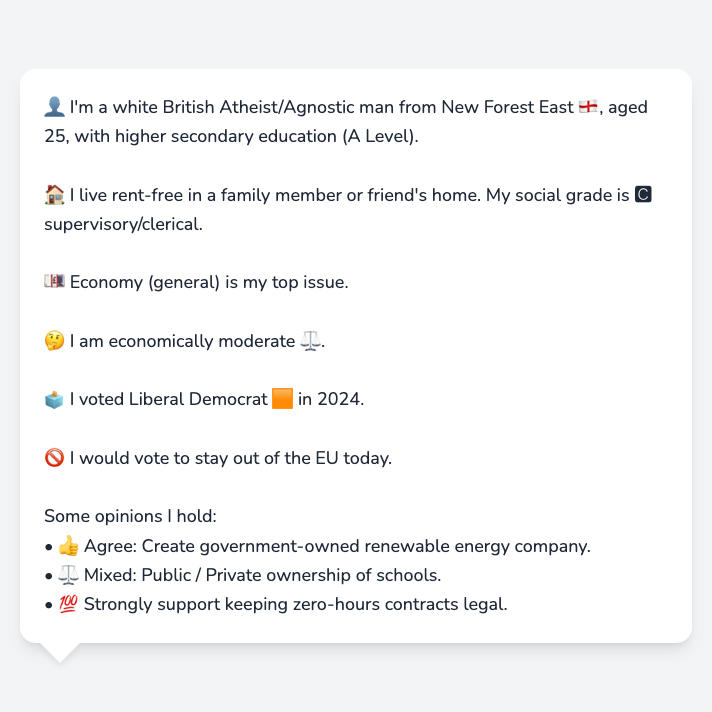 👤 I'm a white British Atheist/Agnostic man from New Forest East 🏴󠁧󠁢󠁥󠁮󠁧󠁿, aged
25, with higher secondary education (A Level).
🏠 I live rent-free in a family member or friend's home. My social grade is 🅲
supervisory/clerical.
💷 Economy (general) is my top issue.
🤔 I am economically moderate ⚖️.
🗳️ I voted Liberal Democrat 🟧 in 2024.
🚫 I would vote to stay out of the EU today.
Some opinions I hold:
• 👍 Agree: Create government-owned renewable energy company.
• ⚖️ Mixed: Public / Private ownership of schools.
• 💯 Strongly support keeping zero-hours contracts legal.